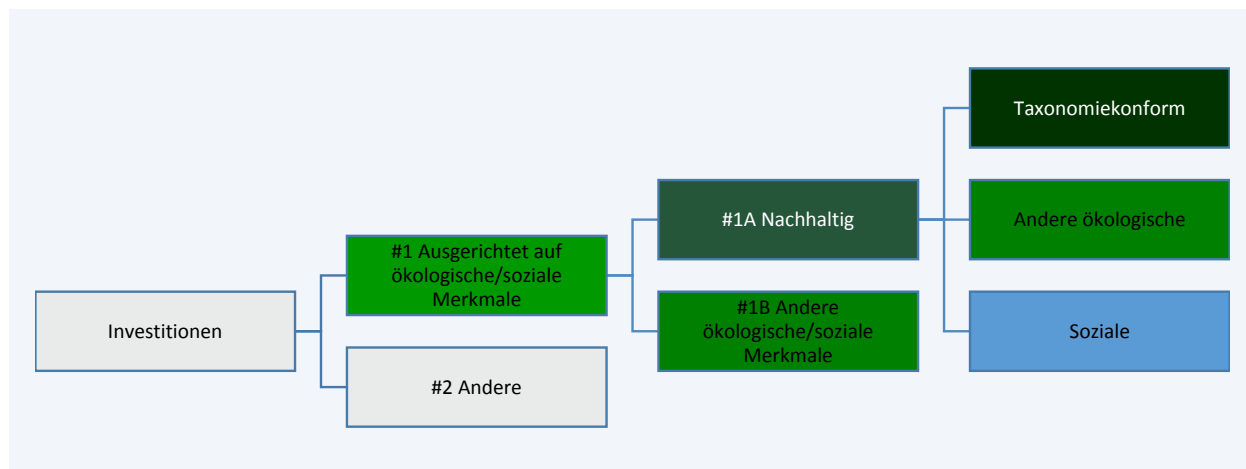 Investitionen
#1 Ausgerichtet auf
ökologische/soziale
Merkmale
#2 Andere
#1A Nachhaltig
#1B Andere
ökologische/soziale
Merkmale
Taxonomiekonform
Andere ökologische
Soziale